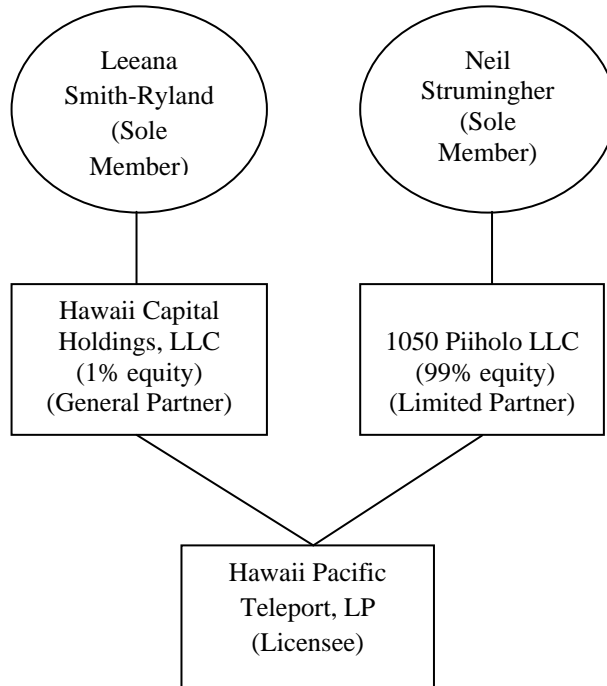 Leeana
Smith-Ryland
(Sole
Member)
Neil
Strumingher
(Sole
Member)
Hawaii Capital
Holdings, LLC
(1% equity)
(General Partner)
1050 Piiholo LLC
(99% equity)
(Limited Partner)
Hawaii Pacific
Teleport, LP
(Licensee)